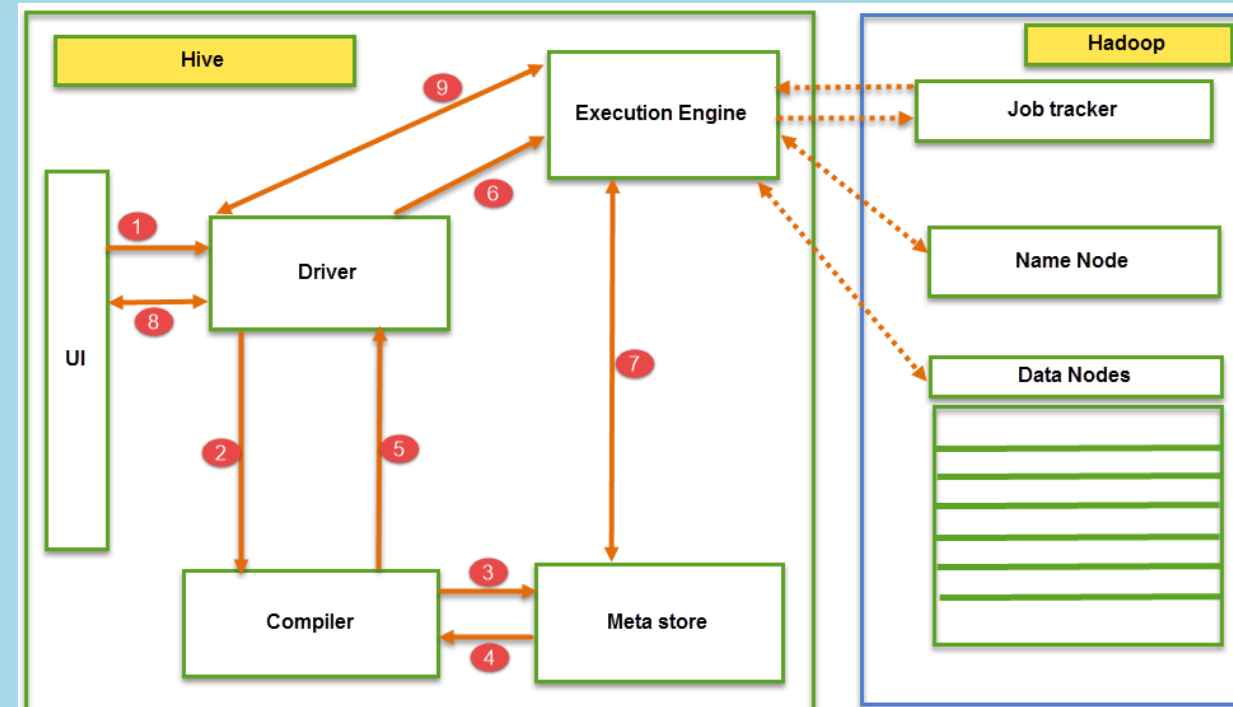 Hive
Hadoop
9
Execution Engine
Job tracker
6
1
Driver
Name Node
8
UI
7
Data Nodes
2
5
3
Compiler
Meta store
4